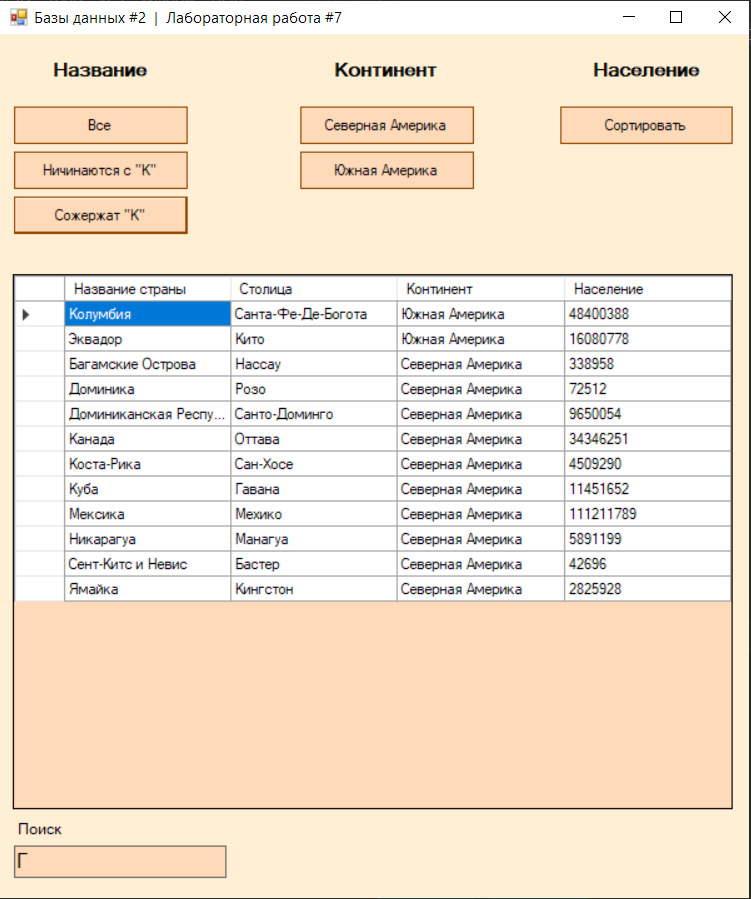 Базы данных #2 | Лабораторная работа #7
Название Континент Население
Все Северная Америка Сортировать
Ничинаются с "К" Южная Америка
Сожержат "К"
Название страны Столица Континент Население
Колумбия Санта-Фе-Де-Богота Южная Америка 48400388
Эквадор Кито Южная Америка 16080778
Багамские Острова Нассау Северная Америка 338958
Доминика Розо Северная Америка 72512
Доминиканская Респу... Санто-Доминго Северная Америка 9650054
Канада Оттава Северная Америка 34346251
Коста-Рика Сан-Хосе Северная Америка 4509290
Куба Гавана Северная Америка 11451652
Мексика Мехико Северная Америка 111211789
Никарагуа Манагуа Северная Америка 5891199
Сент-Китс и Невис Бастер Северная Америка 42696
Ямайка Кингстон Северная Америка 2825928
Поиск
Г